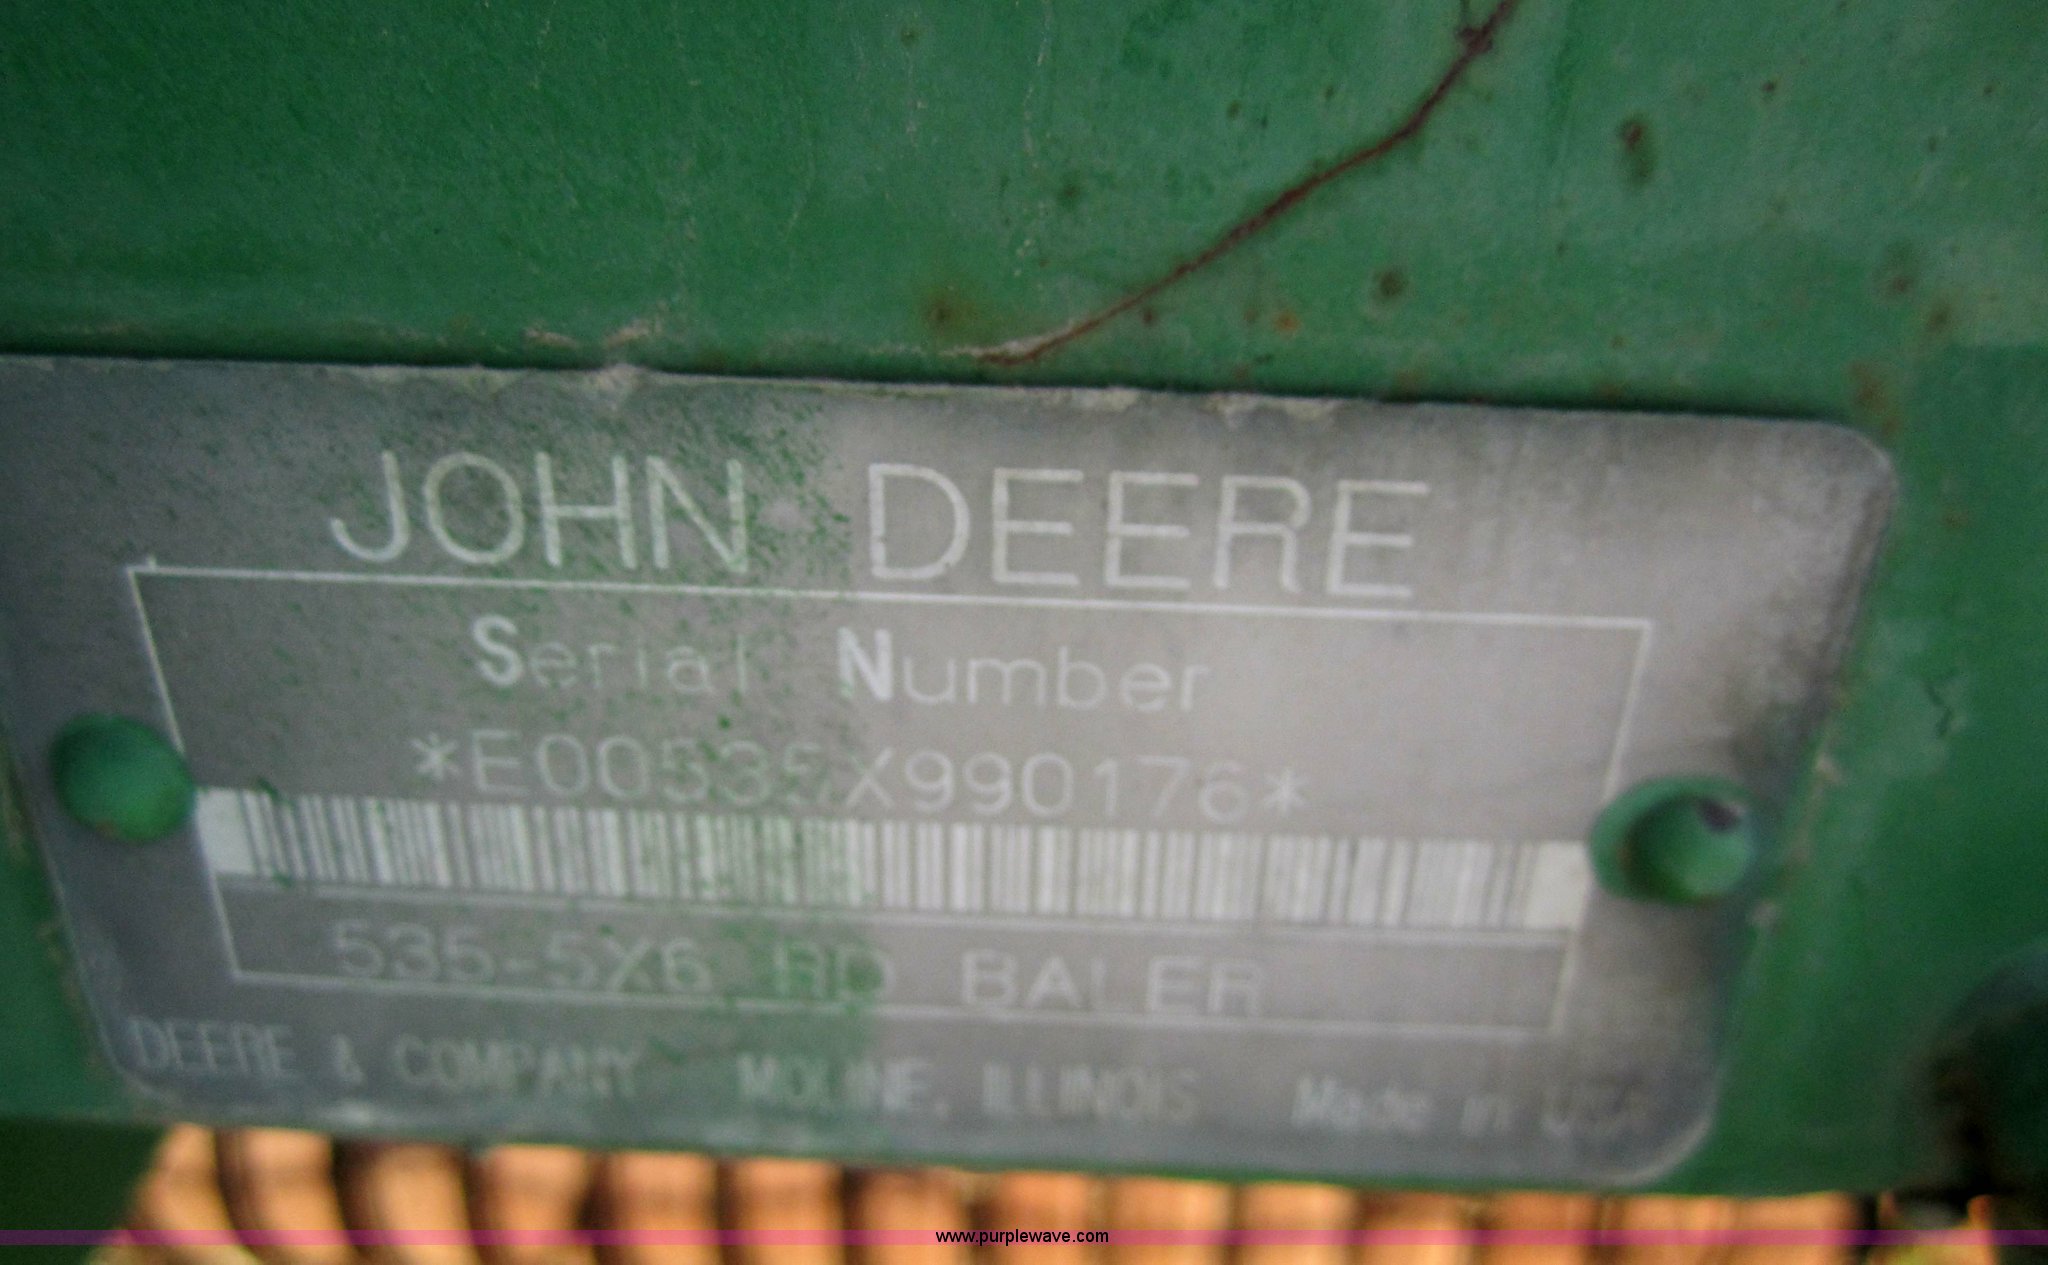 JOHN DEERE
Serial Number
*E00535X990176*
535-5X6 RD BALER
DEERE & COMPANY MOLINE, ILLINOIS Made in USA
www.purplewave.com